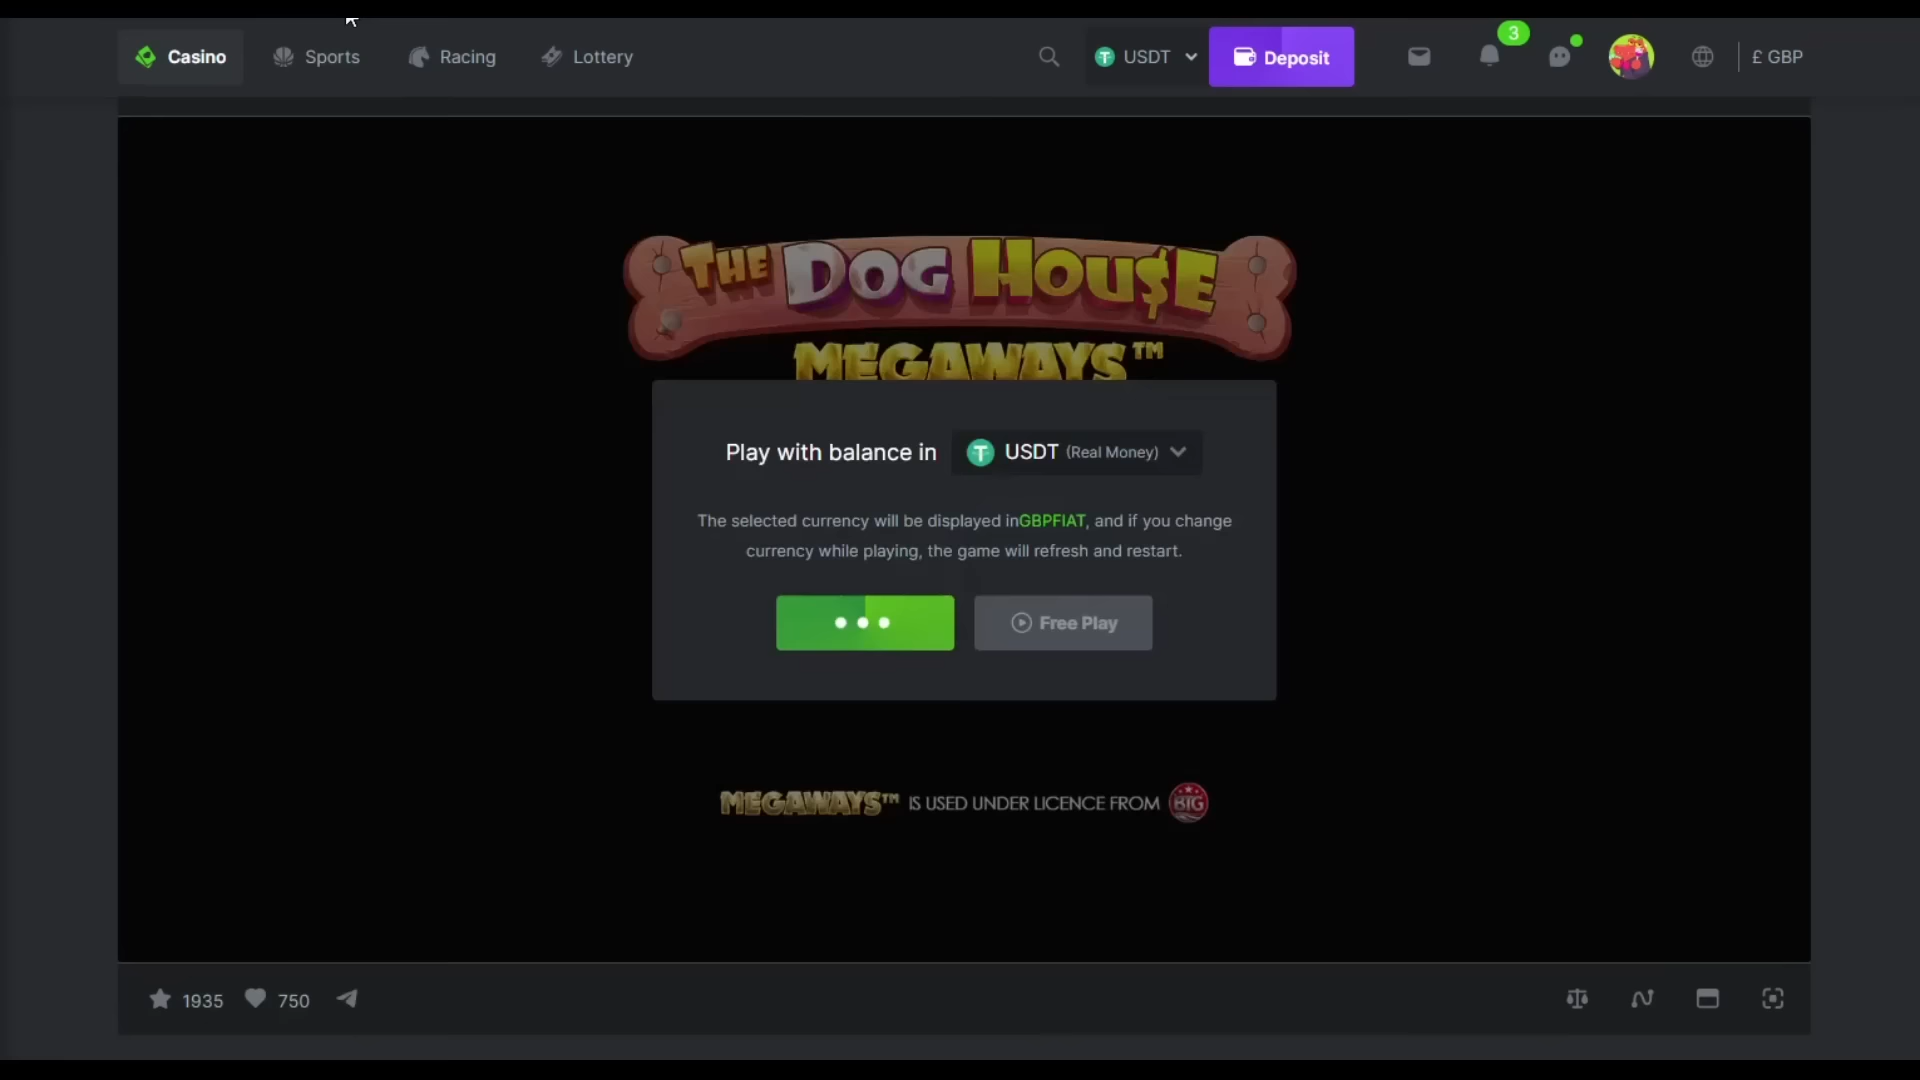 Casino Sports Racing Lottery USDT Deposit 3 £ GBP
THE DOG HOU$E
MEGAWAYS™
Play with balance in USDT (Real Money)
The selected currency will be displayed inGBPFIAT, and if you change
currency while playing, the game will refresh and restart.
Free Play
MEGAWAYS™ IS USED UNDER LICENCE FROM BTG
1935 750